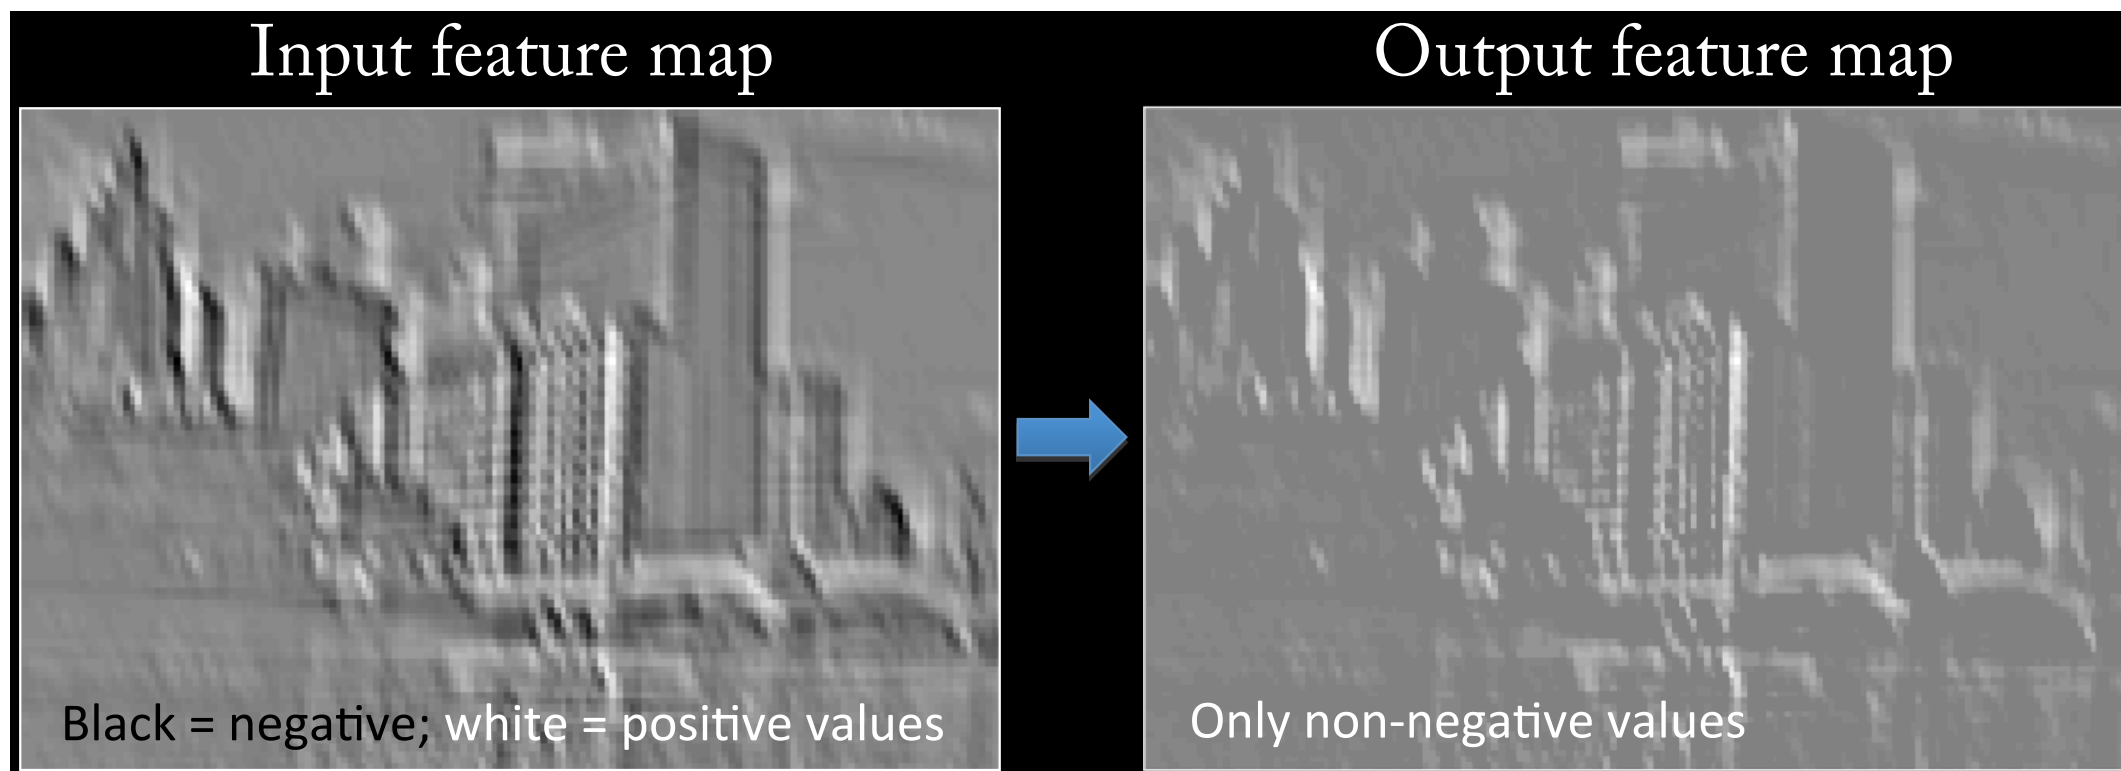 Input feature map
Output feature map
Black = negative; white = positive values
Only non-negative values